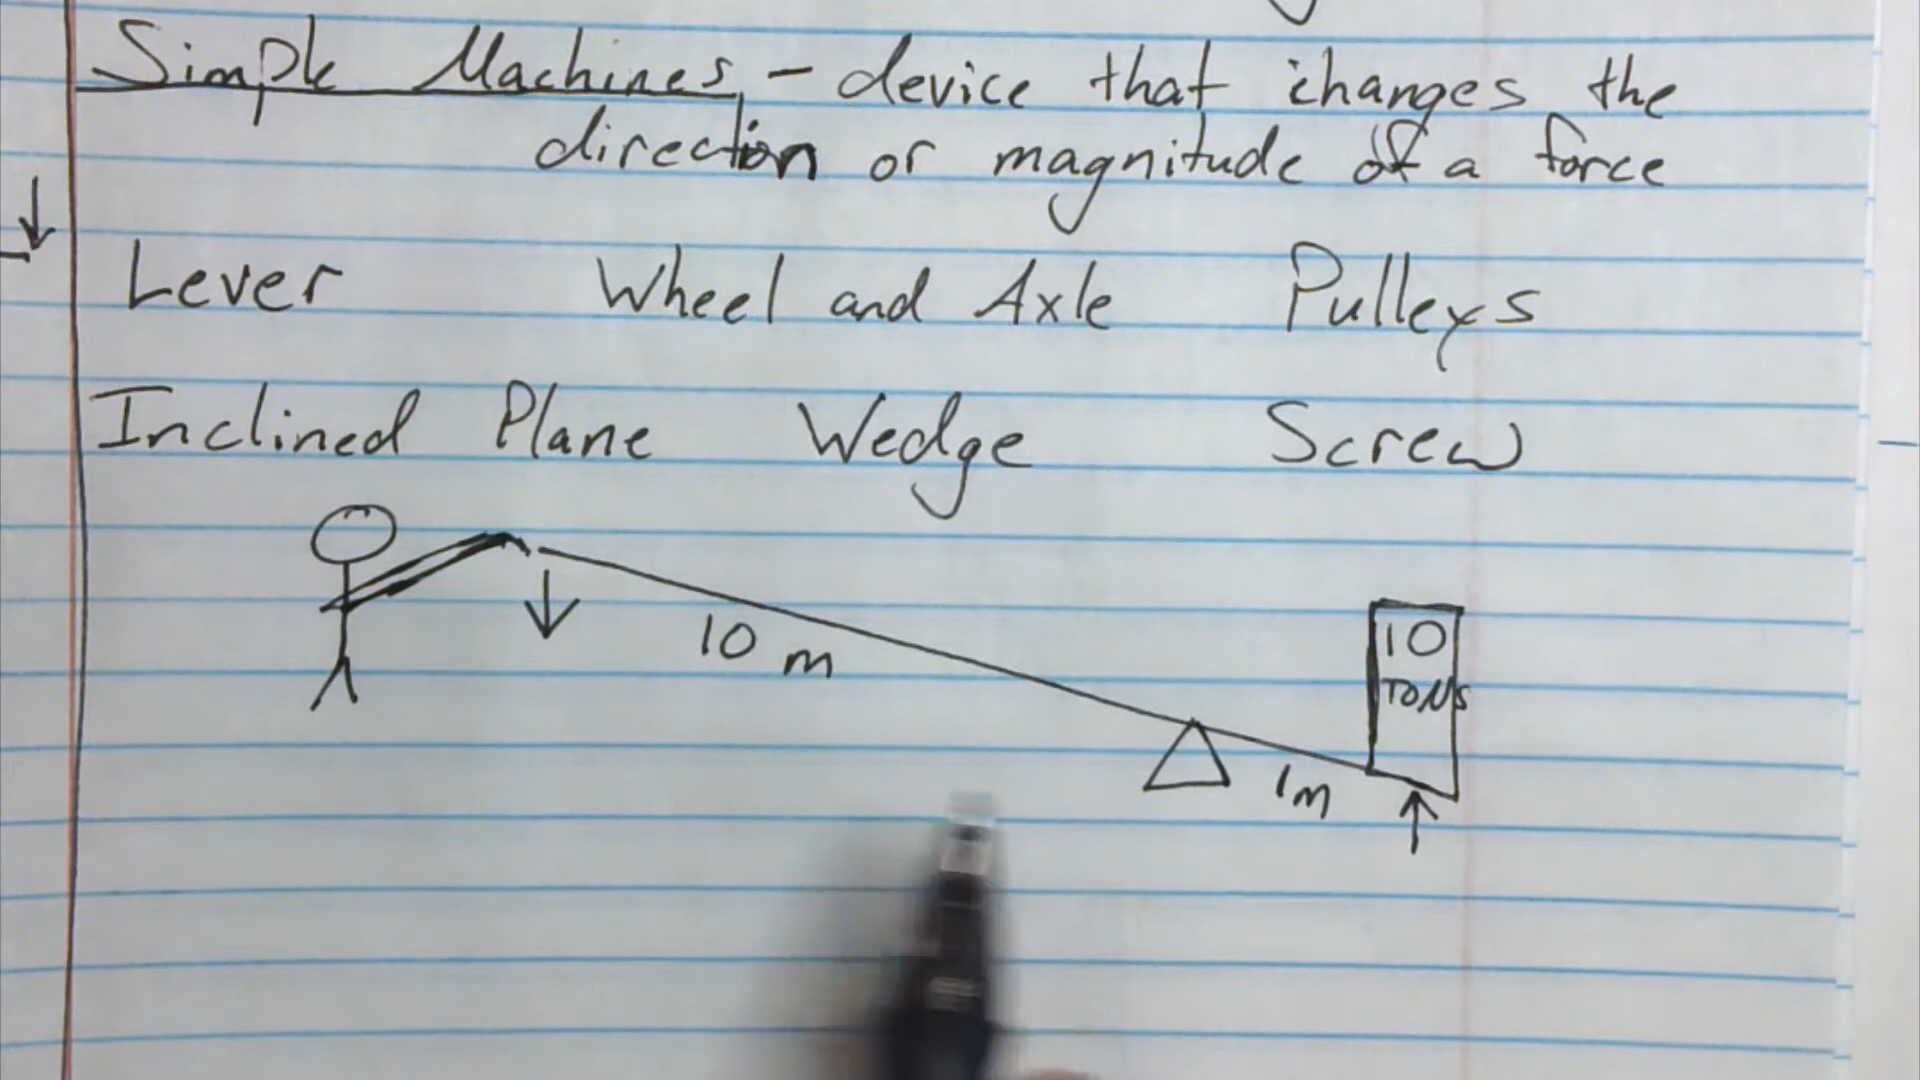 Simple Machines - device that changes the
direction or magnitude of a force
Lever Wheel and Axle Pulleys
Inclined Plane Wedge Screw
10 m
10
TONS
1m